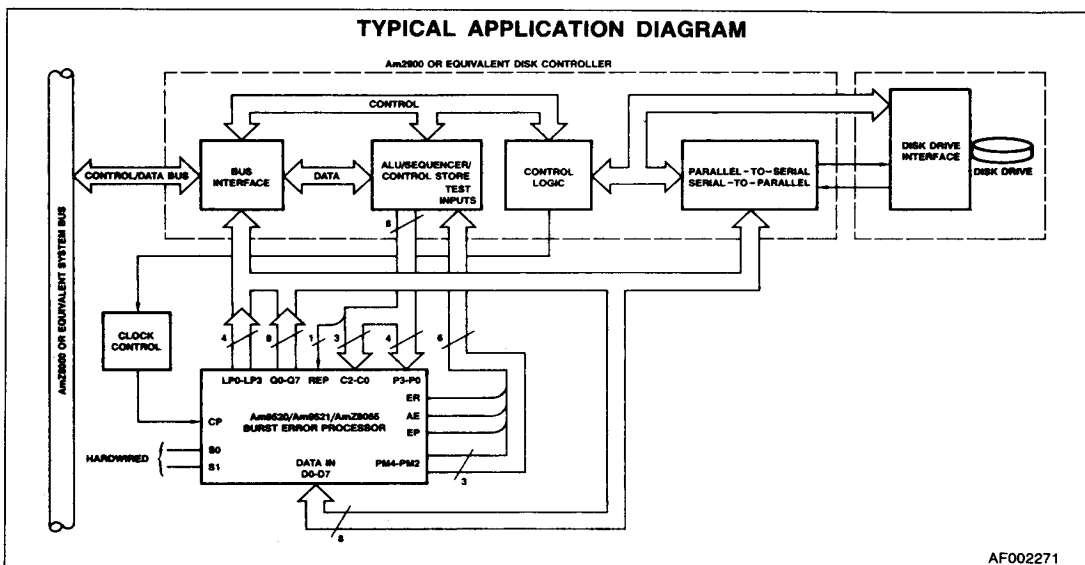 TYPICAL APPLICATION DIAGRAM
Am2900 OR EQUIVALENT DISK CONTROLLER
CONTROL
AmZ8000 OR EQUIVALENT SYSTEM BUS
CONTROL/DATA BUS
BUS
INTERFACE
DATA
ALU/SEQUENCER/
CONTROL STORE
TEST
INPUTS
CONTROL
LOGIC
PARALLEL-TO-SERIAL
SERIAL-TO-PARALLEL
DISK DRIVE
INTERFACE
DISK DRIVE
8
CLOCK
CONTROL
4
8
1
3
4
6
LP0-LP3
Q0-Q7
REP
C2-C0
P3-P0
ER
AE
EP
CP
Am9520/Am9521/AmZ8065
BURST ERROR PROCESSOR
HARDWIRED
S0
S1
DATA IN
D0-D7
PM4-PM2
3
8
AF002271